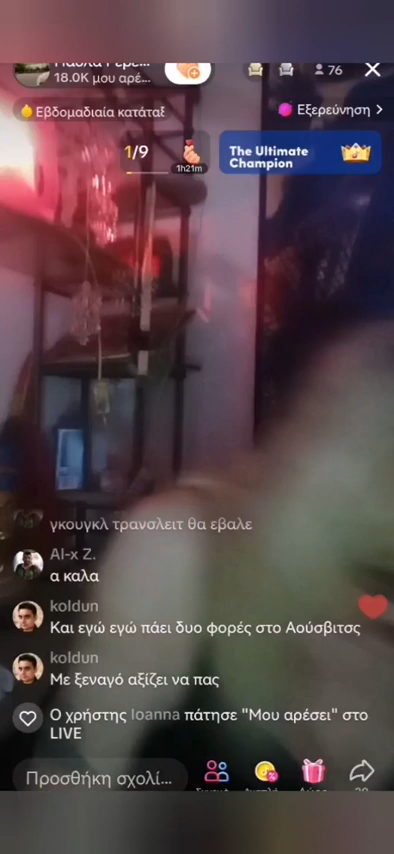 18.0K μου αρέ...
76
Εβδομαδιαία κατάταξ
Εξερεύνηση
1/9
1h21m
The Ultimate
Champion
γκουγκλ τρανσλειτ θα εβαλε
Al-x Z.
α καλα
koldun
Και εγώ εγώ πάει δυο φορές στο Αούσβιτσς
koldun
Με ξεναγό αξίζει να πας
Ο χρήστης Ioanna πάτησε "Μου αρέσει" στο
LIVE
Προσθήκη σχολί...